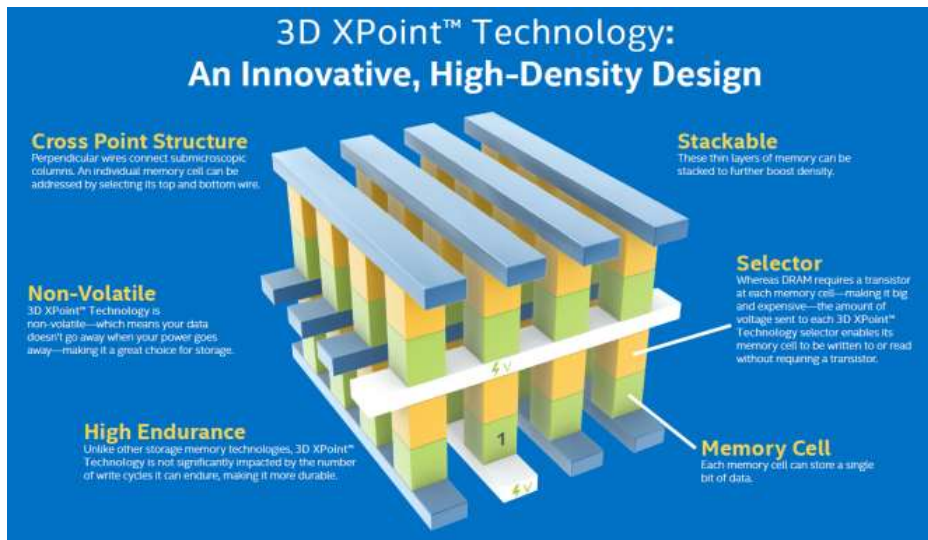 3D XPoint™ Technology:
An Innovative, High-Density Design
Cross Point Structure
Perpendicular wires connect submicroscopic
columns. An individual memory cell can be
addressed by selecting its top and bottom wire.
Non-Volatile
3D XPoint™ Technology is
non-volatile—which means your data
doesn't go away when your power goes
away—making it a great choice for storage.
High Endurance
Unlike other storage memory technologies, 3D XPoint™
Technology is not significantly impacted by the number
of write cycles it can endure, making it more durable.
Stackable
These thin layers of memory can be
stacked to further boost density.
Selector
Whereas DRAM requires a transistor
at each memory cell—making it big
and expensive—the amount of
voltage sent to each 3D XPoint™
Technology selector enables its
memory cell to be written to or read
without requiring a transistor.
Memory Cell
Each memory cell can store a single
bit of data.
V
1
V